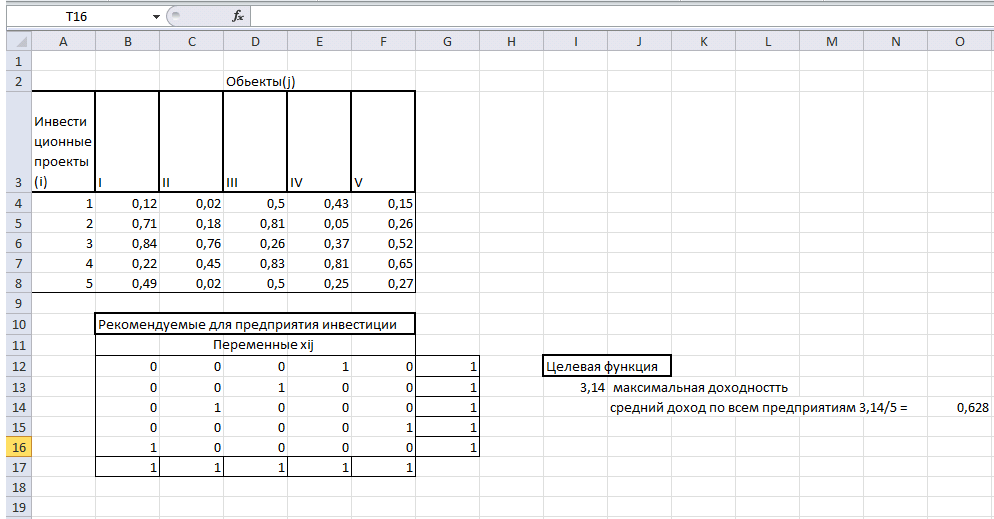 T16 fx
A B C D E F G H I J K L M N O
1
2 Обьекты(j)
3 Инвести
ционные
проекты
(i) I II III IV V
4 1 0,12 0,02 0,5 0,43 0,15
5 2 0,71 0,18 0,81 0,05 0,26
6 3 0,84 0,76 0,26 0,37 0,52
7 4 0,22 0,45 0,83 0,81 0,65
8 5 0,49 0,02 0,5 0,25 0,27
9
10 Рекомендуемые для предприятия инвестиции
11 Переменные xij
12 0 0 0 1 0 1 Целевая функция
13 0 0 1 0 0 1 3,14 максимальная доходностть
14 0 1 0 0 0 1 средний доход по всем предприятиям 3,14/5 = 0,628
15 0 0 0 0 1 1
16 1 0 0 0 0 1
17 1 1 1 1 1
18
19